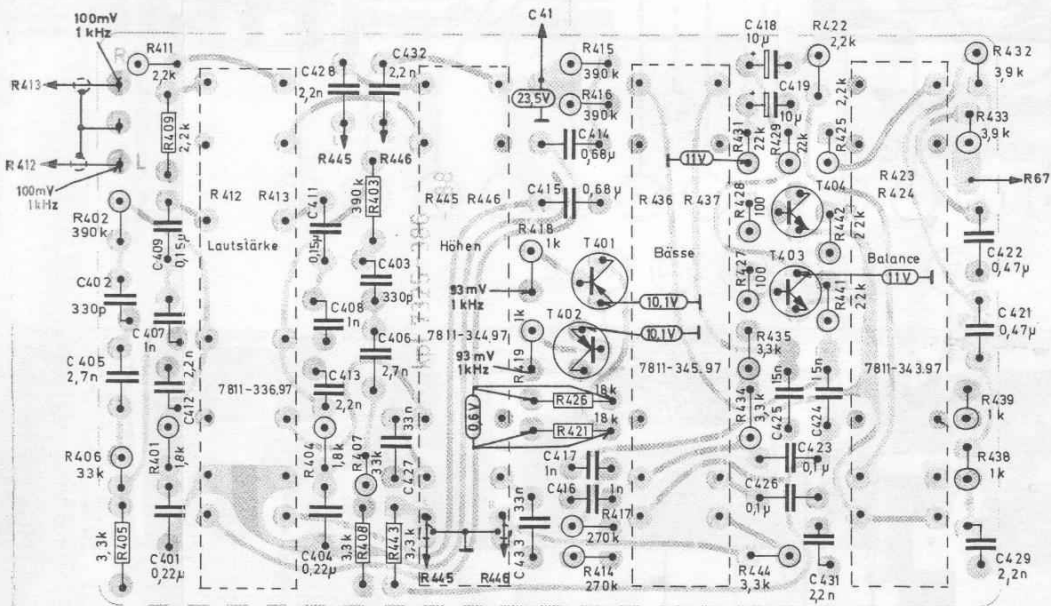 100mV
1 kHz
R
R413
R412
L
100mV
1kHz
R411
2,2k
R409
2,2k
R402
390k
C409
0,15µ
C402
330p
C407
1n
C405
2,7n
2,2n
C412
R406
33k
R401
1,8k
3,3k
R405
C401
0,22µ
R412
R413
Lautstärke
7811-336.97
C428
2,2n
C432
2,2n
R445
R446
C411
0,15µ
390k
R403
C403
330p
C408
1n
C406
2,7n
C413
2,2n
R404
1,8k
R407
33k
33n
C427
C404
0,22µ
3,3k
R408
R443
3,3k
R445
R446
Höhen
7811-344.97
R445
R446
C 41
23,5V
R415
390k
R416
390k
C414
0,68µ
C415
0,68µ
R418
1k
T401
93 mV
1 kHz
10,1V
1k
T402
10,1V
93 mV
1kHz
R419
18k
R426
0,6V
18k
R421
C417
1n
C416
1n
33n
C433
R417
270k
R414
270k
R436
R437
Bässe
7811-345.97
C418
10µ
C419
10µ
R422
2,2k
2,2k
R425
R431
22k
R429
22k
11V
R428
100
T404
R442
22k
R427
100
T403
R441
22k
11V
R435
3,3k
15n
C425
15n
C424
R434
3,3k
C423
0,1µ
C426
0,1µ
R444
3,3k
C431
2,2n
R423
R424
Balance
7811-343.97
R432
3,9k
R433
3,9k
R67
C422
0,47µ
C421
0,47µ
R439
1k
R438
1k
C429
2,2n